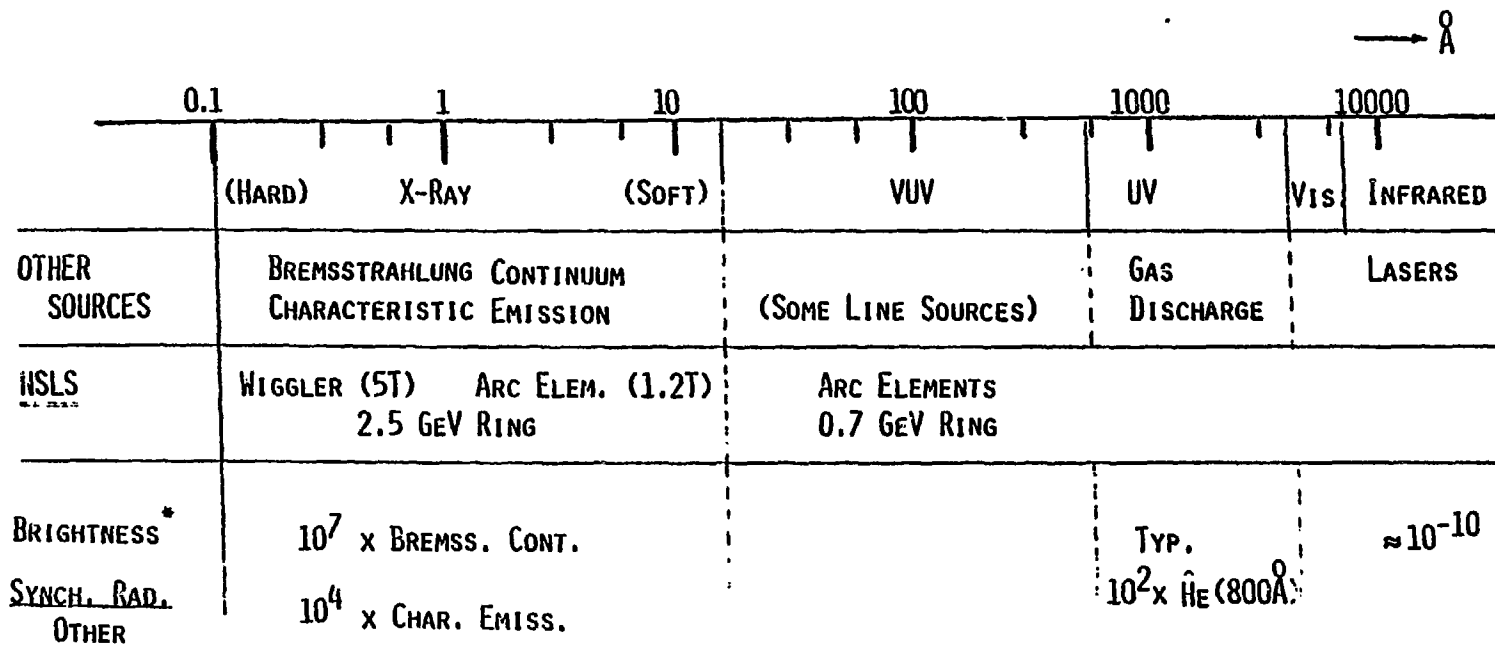 → Å
0.1 1 10 100 1000 10000
(HARD) X-RAY (SOFT) VUV UV VIS INFRARED
OTHER SOURCES
BREMSSTRAHLUNG CONTINUUM
CHARACTERISTIC EMISSION
(SOME LINE SOURCES)
GAS
DISCHARGE
LASERS
NSLS
WIGGLER (5T) ARC ELEM. (1.2T)
2.5 GEV RING
ARC ELEMENTS
0.7 GEV RING
BRIGHTNESS*
SYNCH. RAD.
OTHER
10⁷ x BREMSS. CONT.
10⁴ x CHAR. EMISS.
TYP.
10² x ĤE (800Å)
≈10⁻¹⁰